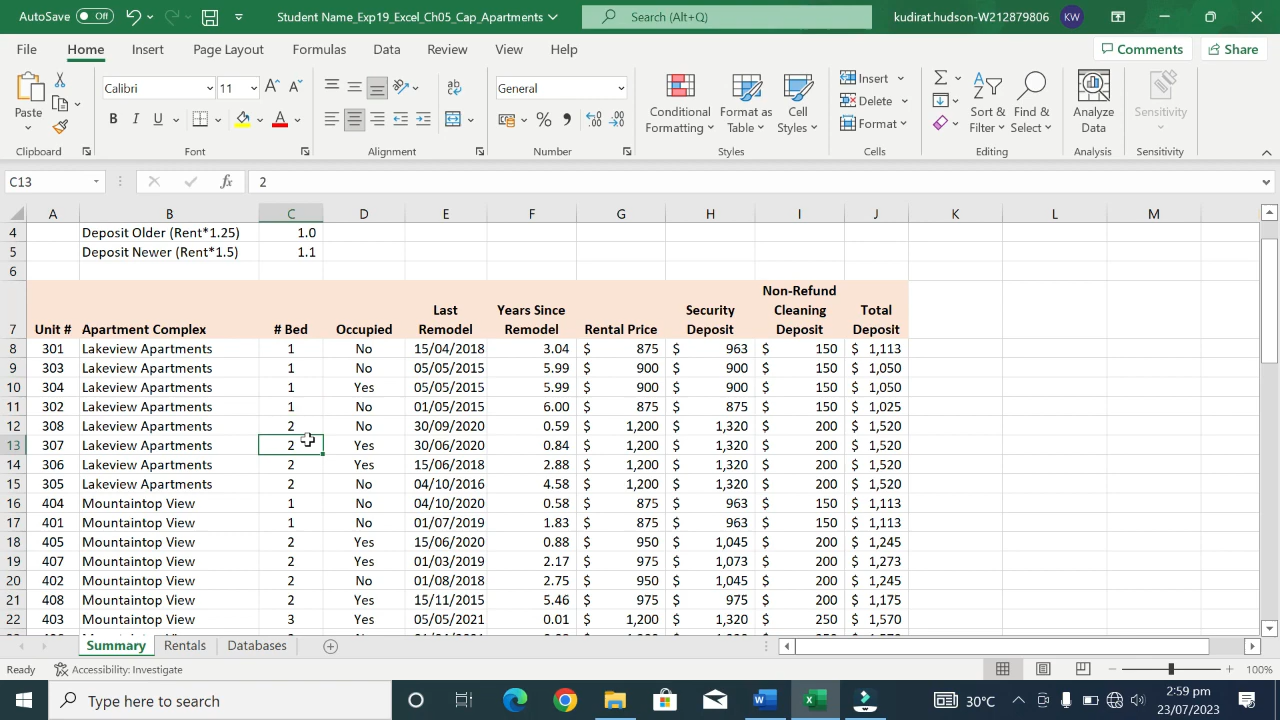 AutoSave Off Student Name_Exp19_Excel_Ch05_Cap_Apartments Search (Alt+Q) kudirat.hudson-W212879806 KW
File Home Insert Page Layout Formulas Data Review View Help Comments Share
Paste Calibri 11 General Conditional Formatting Format as Table Cell Styles Insert Delete Format Sort & Filter Find & Select Analyze Data Sensitivity
Clipboard Font Alignment Number Styles Cells Editing Analysis Sensitivity
C13 fx 2
A B C D E F G H I J K L M
4 Deposit Older (Rent*1.25) 1.0
5 Deposit Newer (Rent*1.5) 1.1
6
7 Unit # Apartment Complex # Bed Occupied Last Remodel Years Since Remodel Rental Price Security Deposit Non-Refund Cleaning Deposit Total Deposit
8 301 Lakeview Apartments 1 No 15/04/2018 3.04 $ 875 $ 963 $ 150 $ 1,113
9 303 Lakeview Apartments 1 No 05/05/2015 5.99 $ 900 $ 900 $ 150 $ 1,050
10 304 Lakeview Apartments 1 Yes 05/05/2015 5.99 $ 900 $ 900 $ 150 $ 1,050
11 302 Lakeview Apartments 1 No 01/05/2015 6.00 $ 875 $ 875 $ 150 $ 1,025
12 308 Lakeview Apartments 2 No 30/09/2020 0.59 $ 1,200 $ 1,320 $ 200 $ 1,520
13 307 Lakeview Apartments 2 Yes 30/06/2020 0.84 $ 1,200 $ 1,320 $ 200 $ 1,520
14 306 Lakeview Apartments 2 Yes 15/06/2018 2.88 $ 1,200 $ 1,320 $ 200 $ 1,520
15 305 Lakeview Apartments 2 No 04/10/2016 4.58 $ 1,200 $ 1,320 $ 200 $ 1,520
16 404 Mountaintop View 1 No 04/10/2020 0.58 $ 875 $ 963 $ 150 $ 1,113
17 401 Mountaintop View 1 No 01/07/2019 1.83 $ 875 $ 963 $ 150 $ 1,113
18 405 Mountaintop View 2 Yes 15/06/2020 0.88 $ 950 $ 1,045 $ 200 $ 1,245
19 407 Mountaintop View 2 Yes 01/03/2019 2.17 $ 975 $ 1,073 $ 200 $ 1,273
20 402 Mountaintop View 2 No 01/08/2018 2.75 $ 950 $ 1,045 $ 200 $ 1,245
21 408 Mountaintop View 2 Yes 15/11/2015 5.46 $ 975 $ 975 $ 200 $ 1,175
22 403 Mountaintop View 3 Yes 05/05/2021 0.01 $ 1,200 $ 1,320 $ 250 $ 1,570
Summary Rentals Databases
Ready Accessibility: Investigate 100%
Type here to search 30°C 2:59 pm
23/07/2023